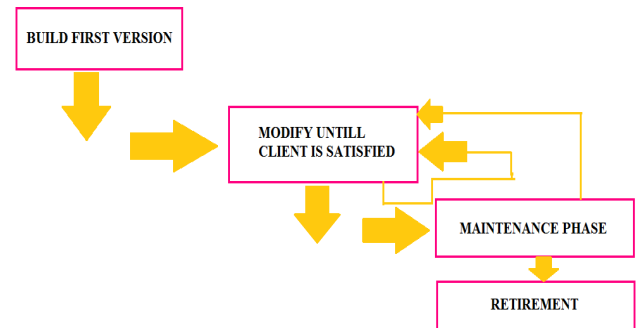 BUILD FIRST VERSION
MODIFY UNTILL
CLIENT IS SATISFIED
MAINTENANCE PHASE
RETIREMENT